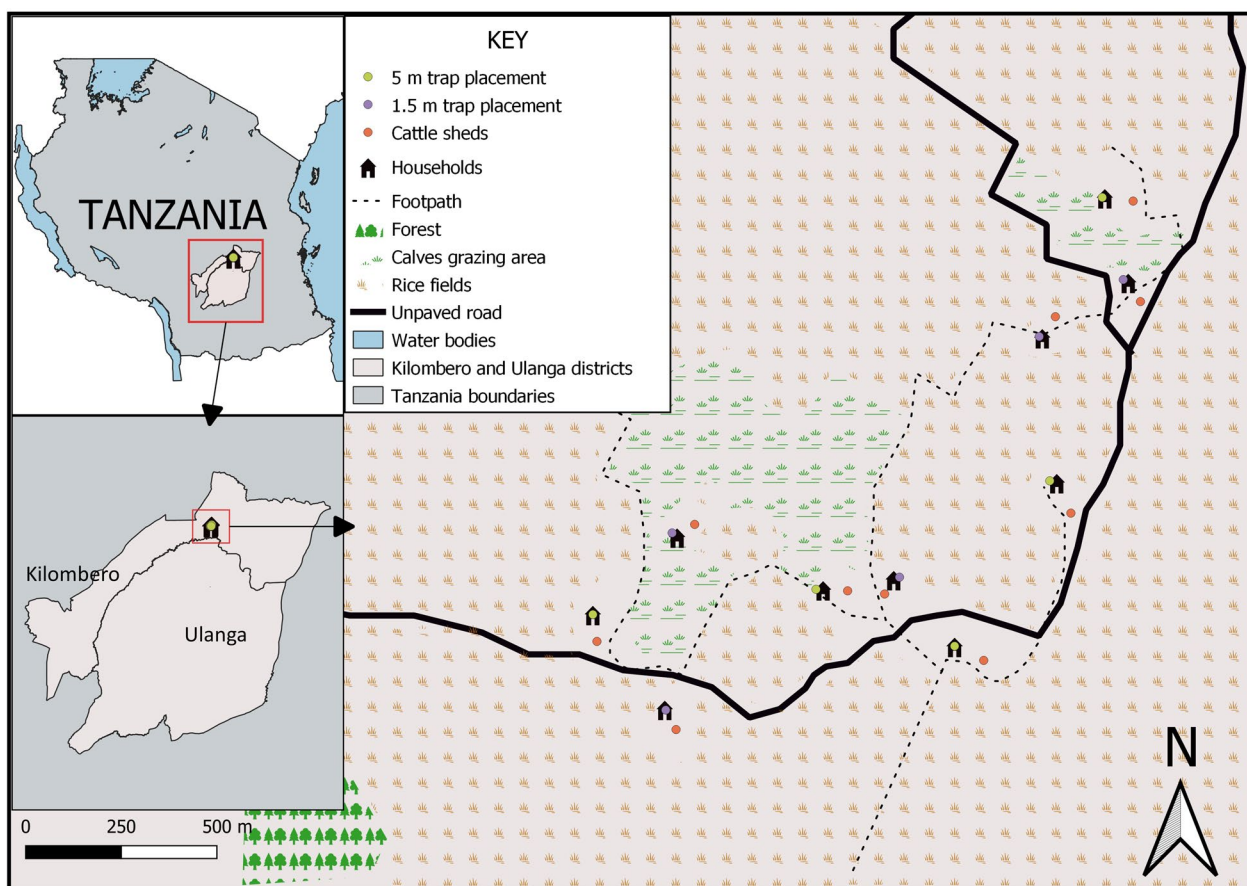 TANZANIA
KEY
5 m trap placement
1.5 m trap placement
Cattle sheds
Households
Footpath
Forest
Calves grazing area
Rice fields
Unpaved road
Water bodies
Kilombero and Ulanga districts
Tanzania boundaries
Kilombero
Ulanga
0 250 500 m
N